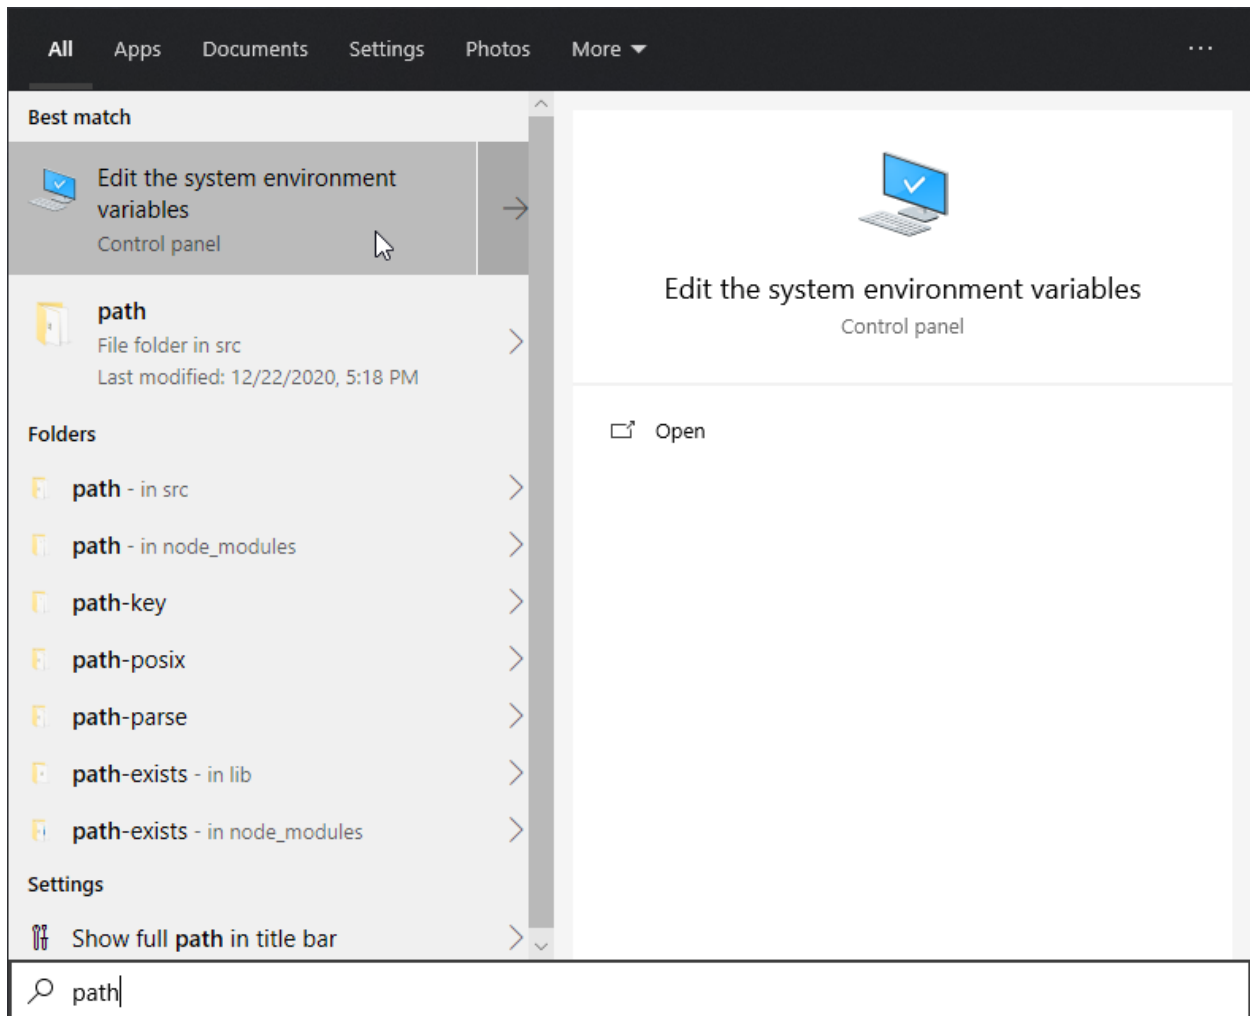 All Apps Documents Settings Photos More ...
Best match
Edit the system environment
variables
Control panel
path
File folder in src
Last modified: 12/22/2020, 5:18 PM
Folders
path - in src
path - in node_modules
path-key
path-posix
path-parse
path-exists - in lib
path-exists - in node_modules
Settings
Show full path in title bar
path
Edit the system environment variables
Control panel
Open